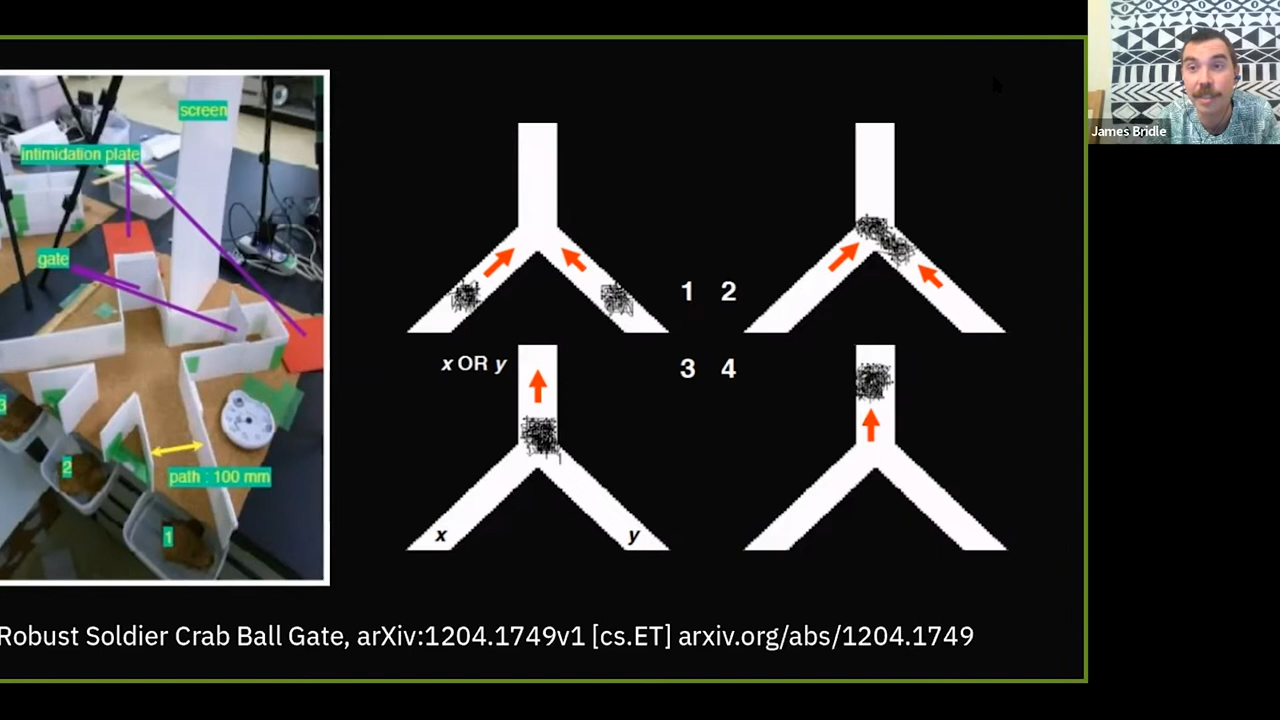 screen
intimidation plate
gate
3
2
path : 100 mm
1
1 2
x OR y
3 4
x
y
Robust Soldier Crab Ball Gate, arXiv:1204.1749v1 [cs.ET] arxiv.org/abs/1204.1749
James Bridle